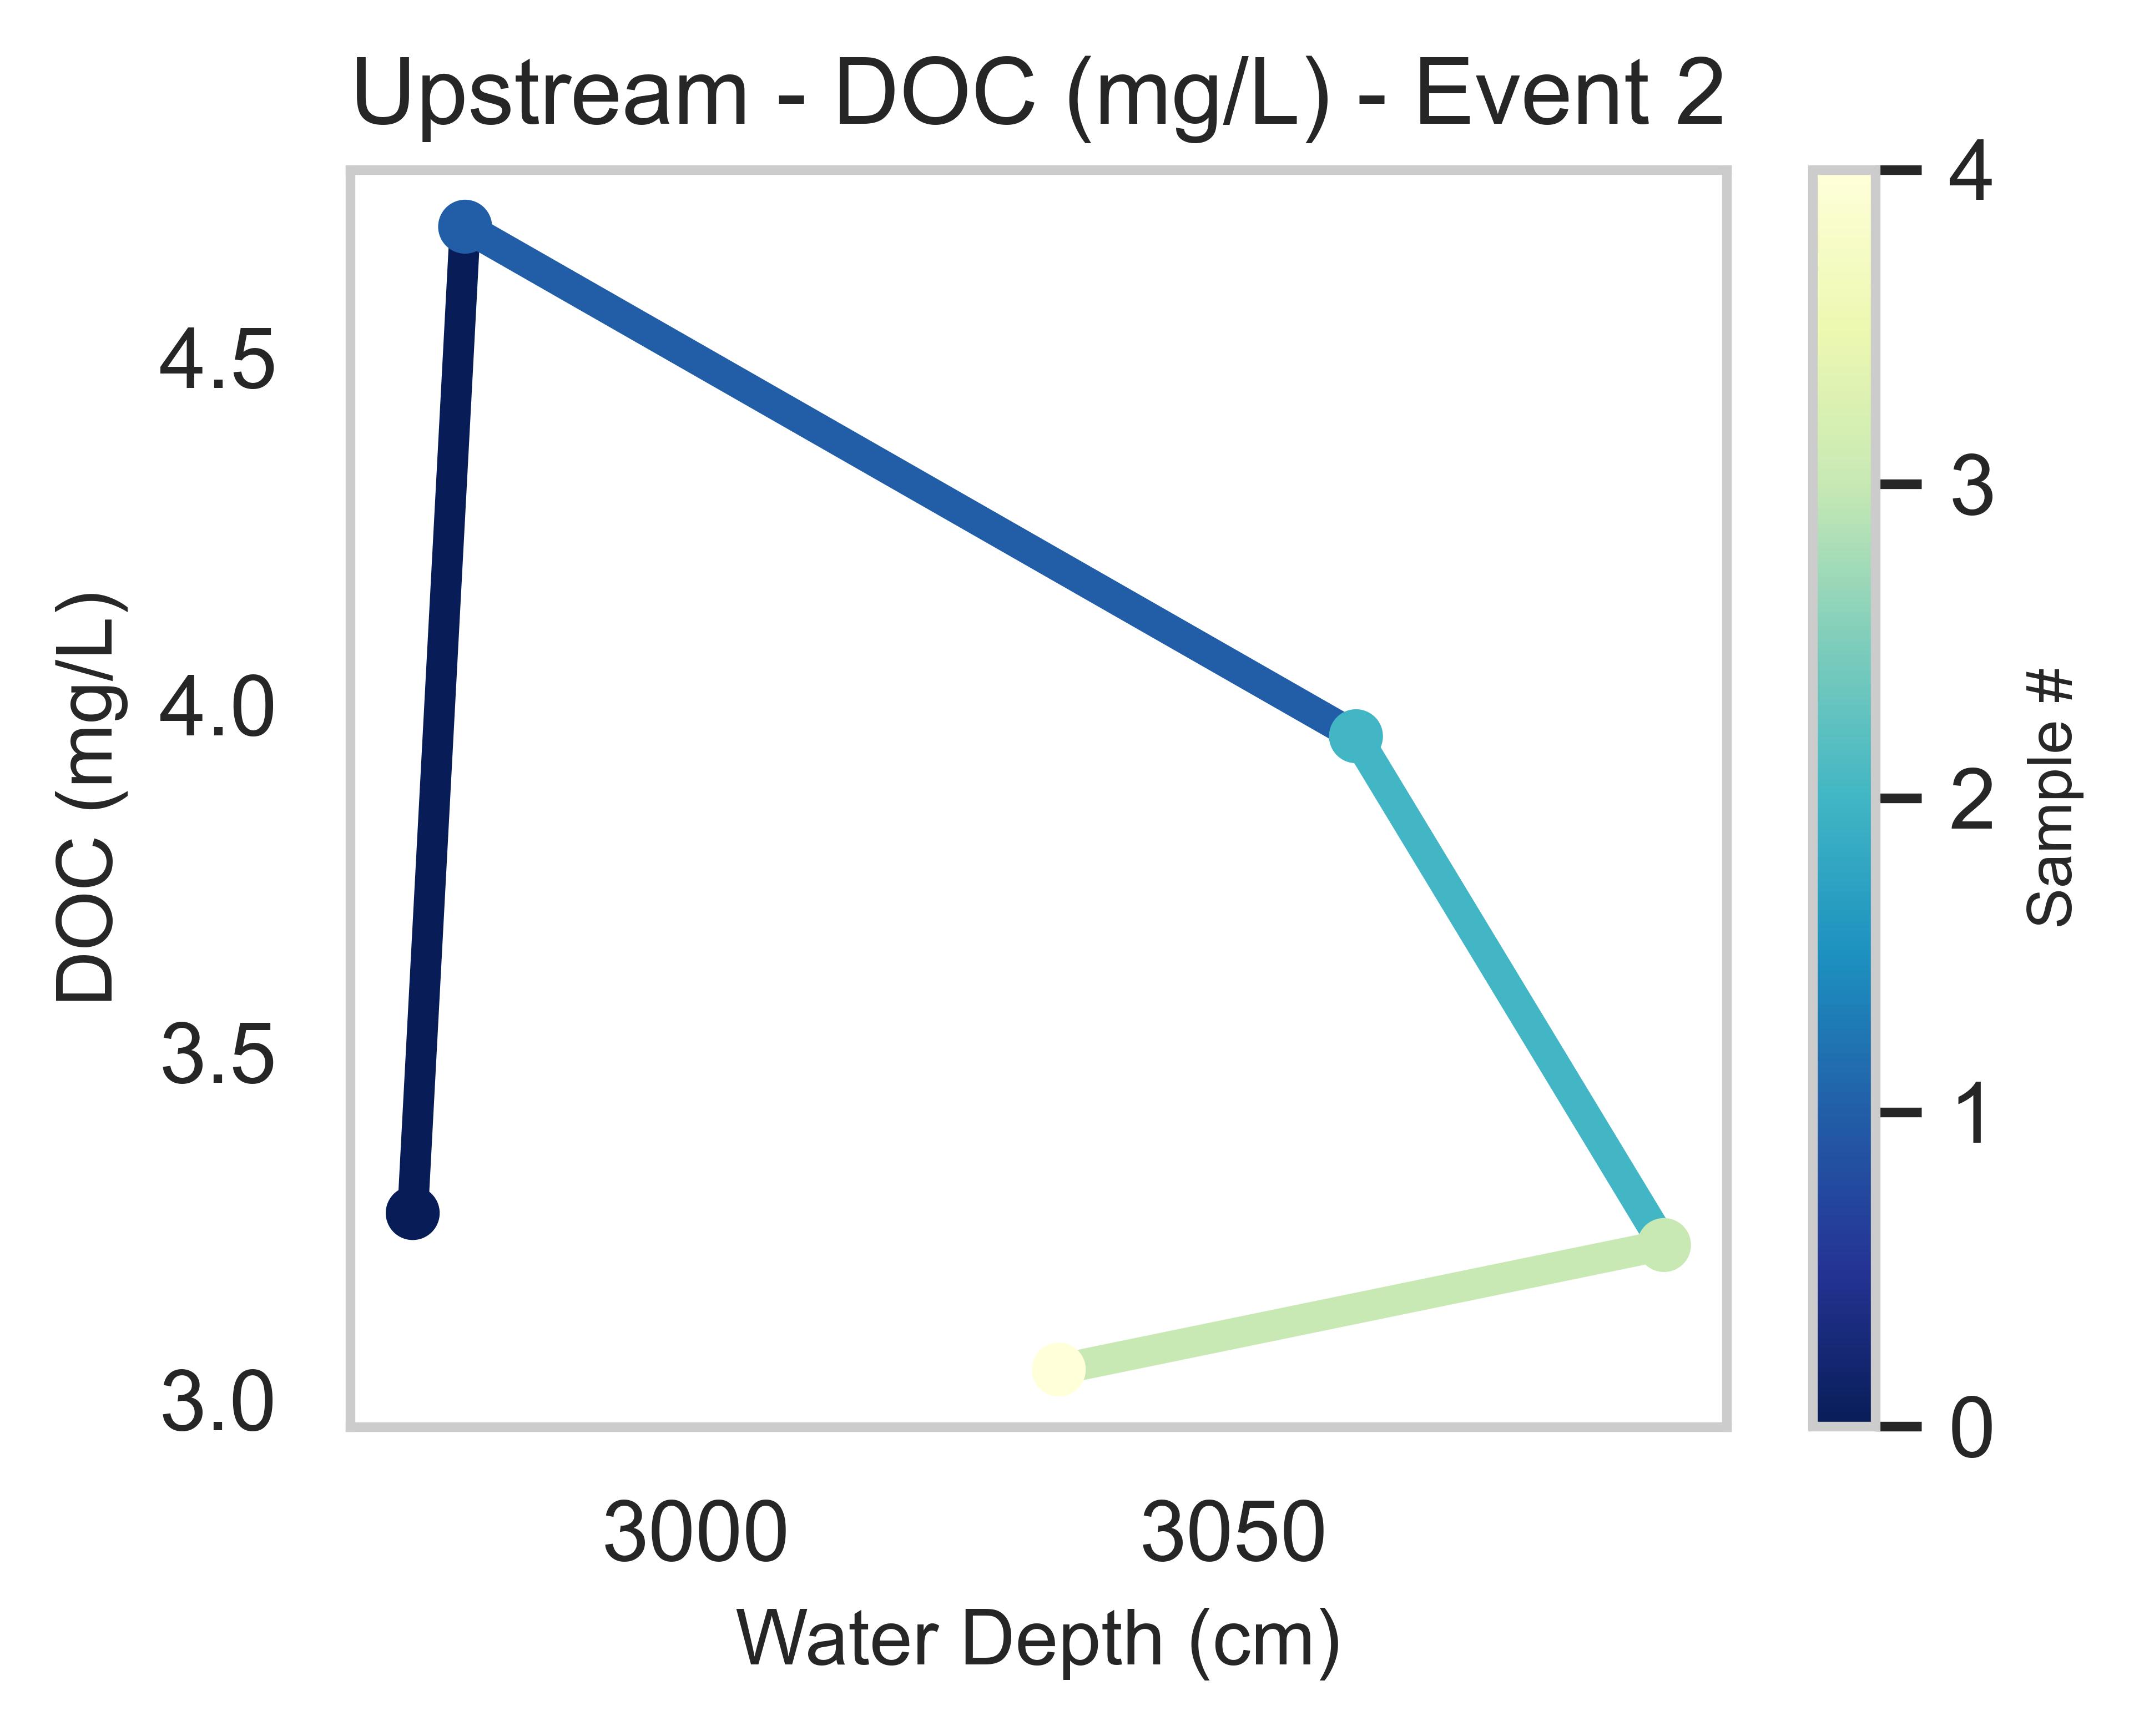 Upstream - DOC (mg/L) - Event 2
DOC (mg/L)
4.5
4.0
3.5
3.0
3000 3050
Water Depth (cm)
4
3
2
1
0
Sample #